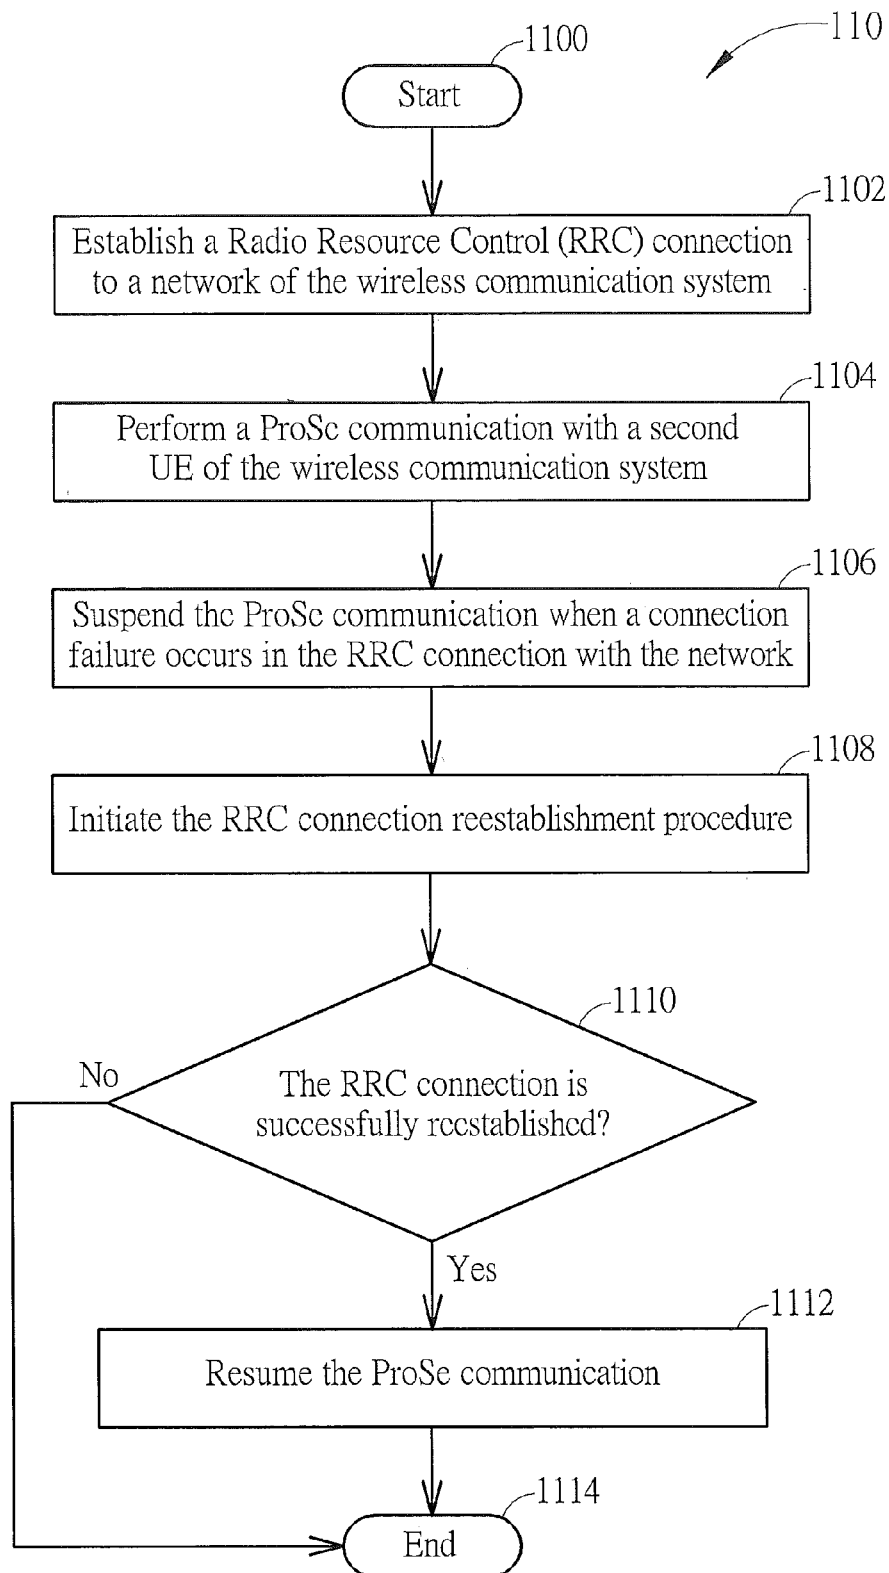 110
1100
Start
1102
Establish a Radio Resource Control (RRC) connection
to a network of the wireless communication system
1104
Perform a ProSe communication with a second
UE of the wireless communication system
1106
Suspend the ProSe communication when a connection
failure occurs in the RRC connection with the network
1108
Initiate the RRC connection reestablishment procedure
1110
No
The RRC connection is
successfully reestablished?
Yes
1112
Resume the ProSe communication
1114
End